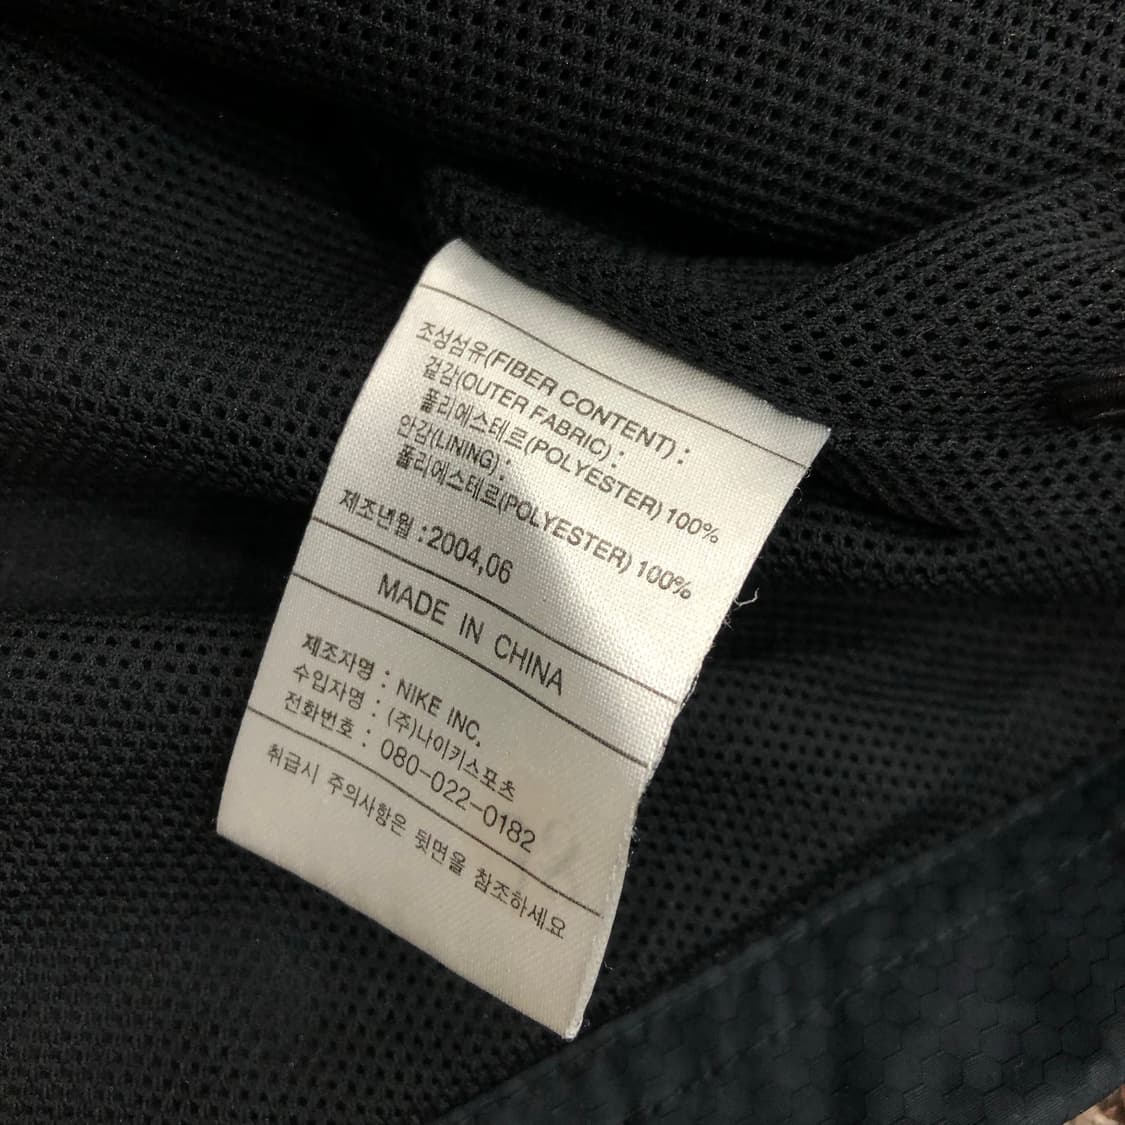 조성섬유(FIBER CONTENT) :
겉감(OUTER FABRIC) :
폴리에스테르(POLYESTER) 100%
안감(LINING) :
폴리에스테르(POLYESTER) 100%
제조년월 : 2004,06
MADE IN CHINA
제조자명 : NIKE INC,
수입자명 : (주)나이키스포츠
전화번호 : 080-022-0182
취급시 주의사항은 뒷면을 참조하세요